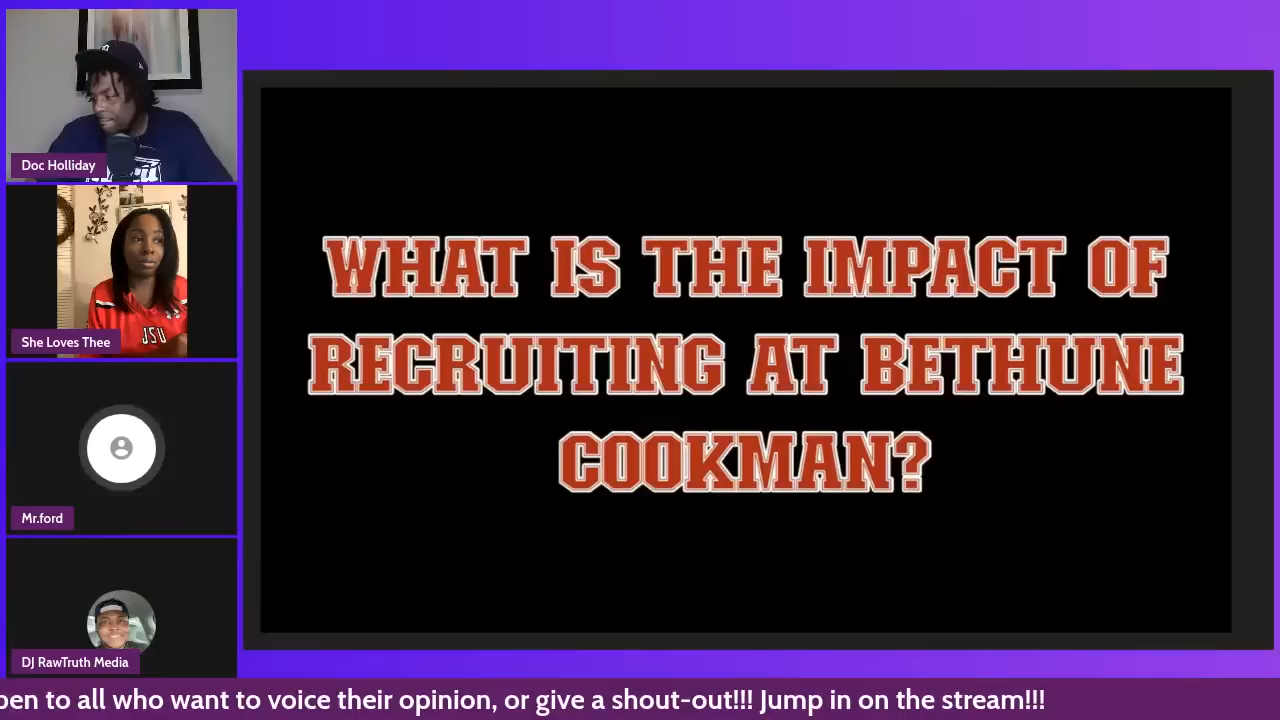 Doc Holliday
JSU
She Loves Thee
Mr.ford
DJ RawTruth Media
WHAT IS THE IMPACT OF
RECRUITING AT BETHUNE
COOKMAN?
to all who want to voice their opinion, or give a shout-out!!! Jump in on the stream!!!